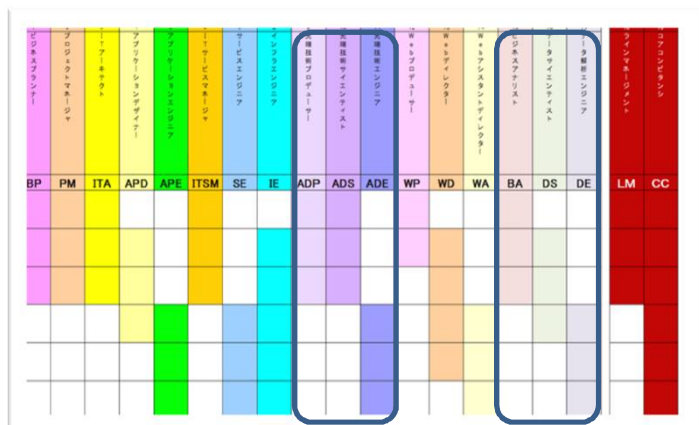 ビジネスプランナー
プロジェクトマネージャ
ITアーキテクト
アプリケーションデザイナー
アプリケーションエンジニア
ITサービスマネージャ
サービスエンジニア
インフラエンジニア
先端技術プロデューサー
先端技術サイエンティスト
先端技術エンジニア
Webプロデューサー
Webディレクター
Webアシスタントディレクター
ビジネスアナリスト
データサイエンティスト
データ解析エンジニア
ラインマネージメント
コアコンピタンシ
BP PM ITA APD APE ITSM SE IE ADP ADS ADE WP WD WA BA DS DE LM CC